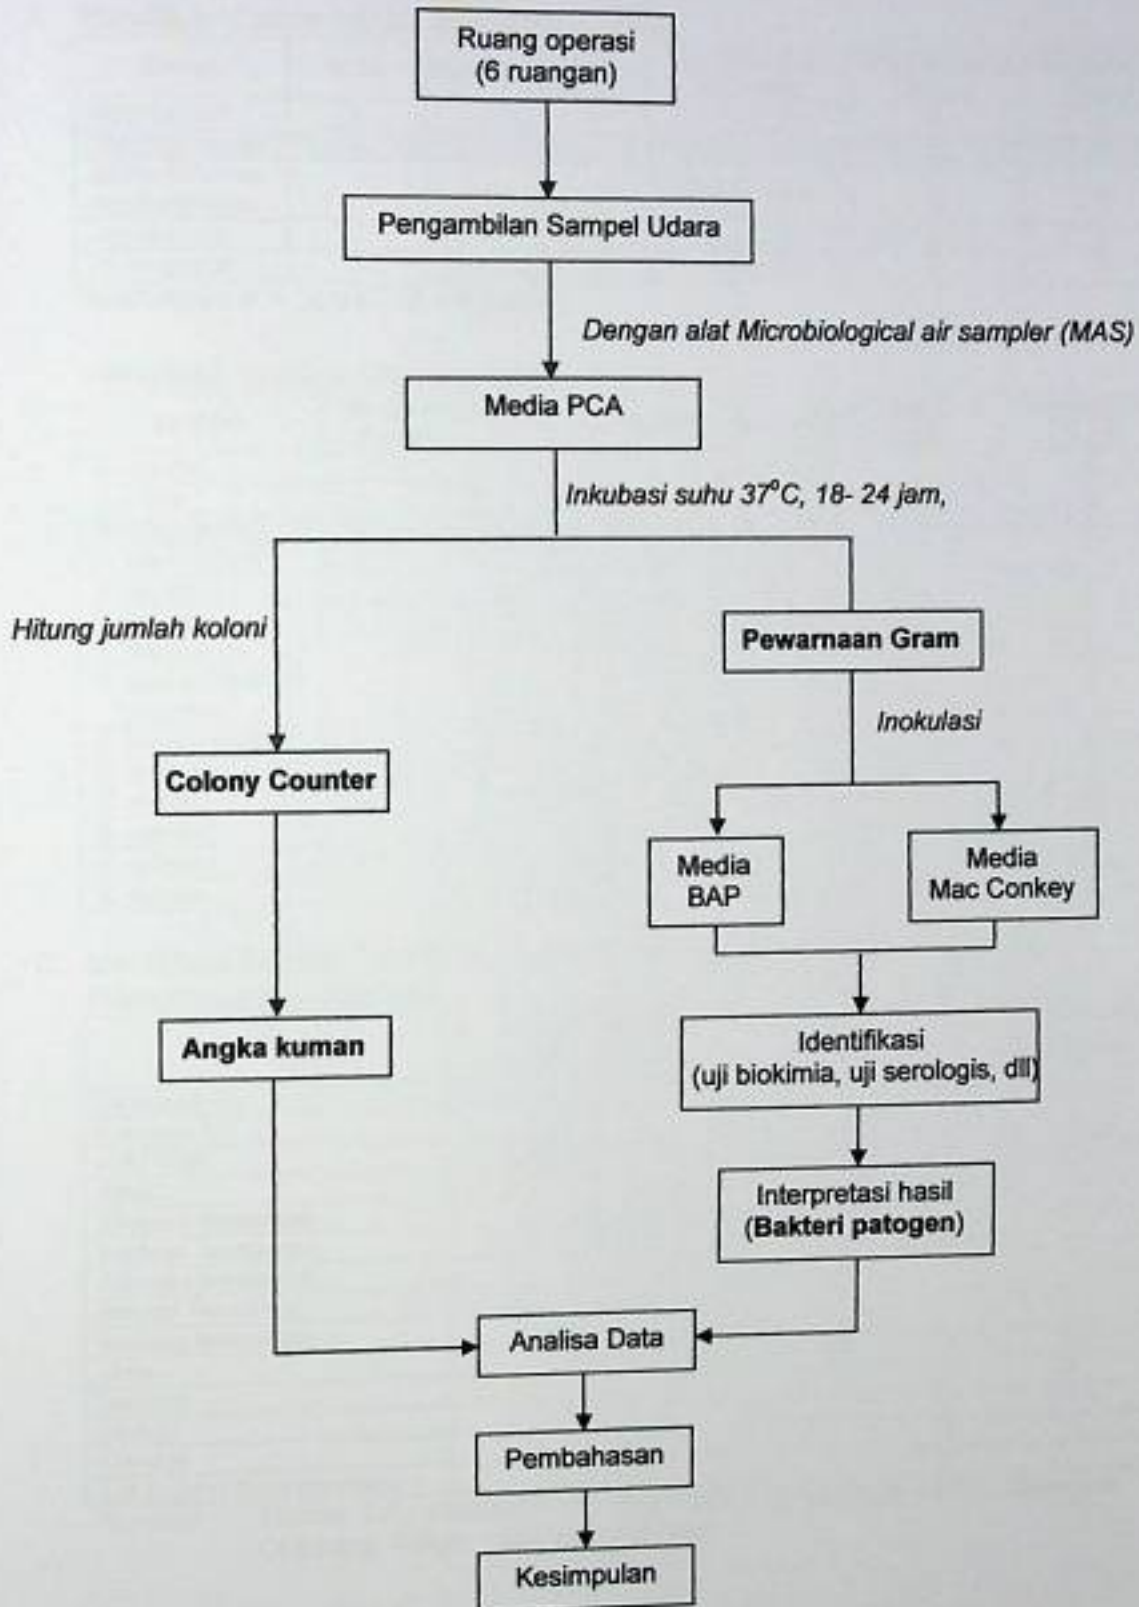 Ruang operasi
(6 ruangan)
Pengambilan Sampel Udara
Dengan alat Microbiological air sampler (MAS)
Media PCA
Inkubasi suhu 37°C, 18- 24 jam,
Hitung jumlah koloni
Pewarnaan Gram
Inokulasi
Colony Counter
Media
BAP
Media
Mac Conkey
Angka kuman
Identifikasi
(uji biokimia, uji serologis, dll)
Interpretasi hasil
(Bakteri patogen)
Analisa Data
Pembahasan
Kesimpulan